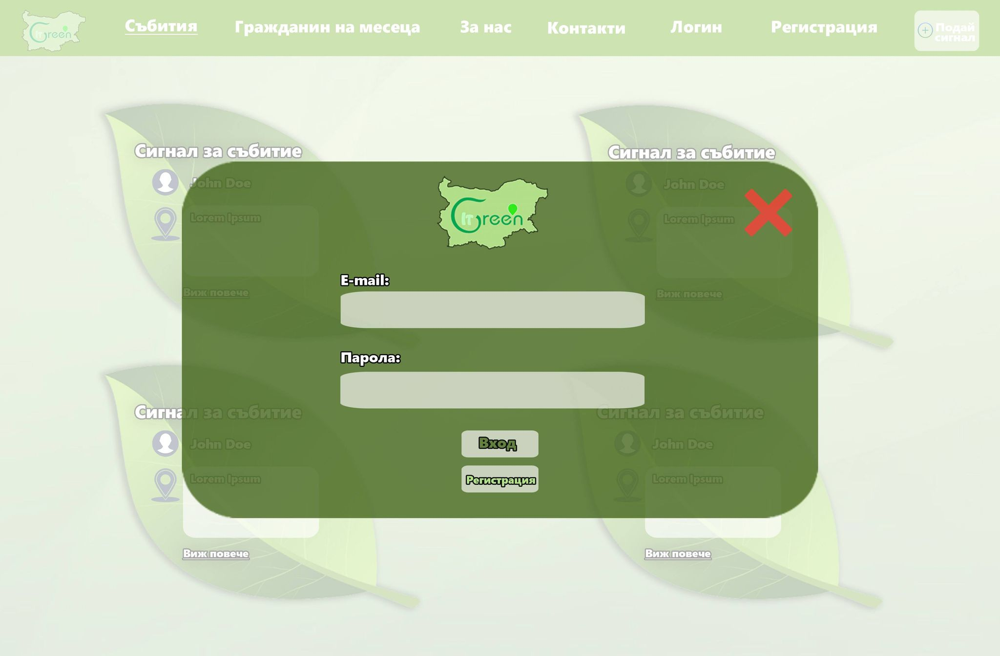 ITGreen
Събития
Гражданин на месеца
За нас
Контакти
Логин
Регистрация
Подай
сигнал
Сигнал за събитие
John Doe
Lorem Ipsum
Виж повече
Сигнал за събитие
John Doe
Lorem Ipsum
Виж повече
ITGreen
E-mail:
Парола:
Вход
Регистрация
Сигнал за събитие
John Doe
Lorem Ipsum
Виж повече
Сигнал за събитие
John Doe
Lorem Ipsum
Виж повече